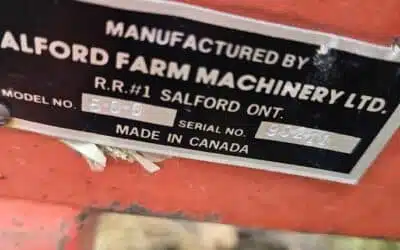 MANUFACTURED BY
ALFORD FARM MACHINERY LTD.
R.R.#1 SALFORD ONT.
MODEL NO. SERIAL NO.
MADE IN CANADA